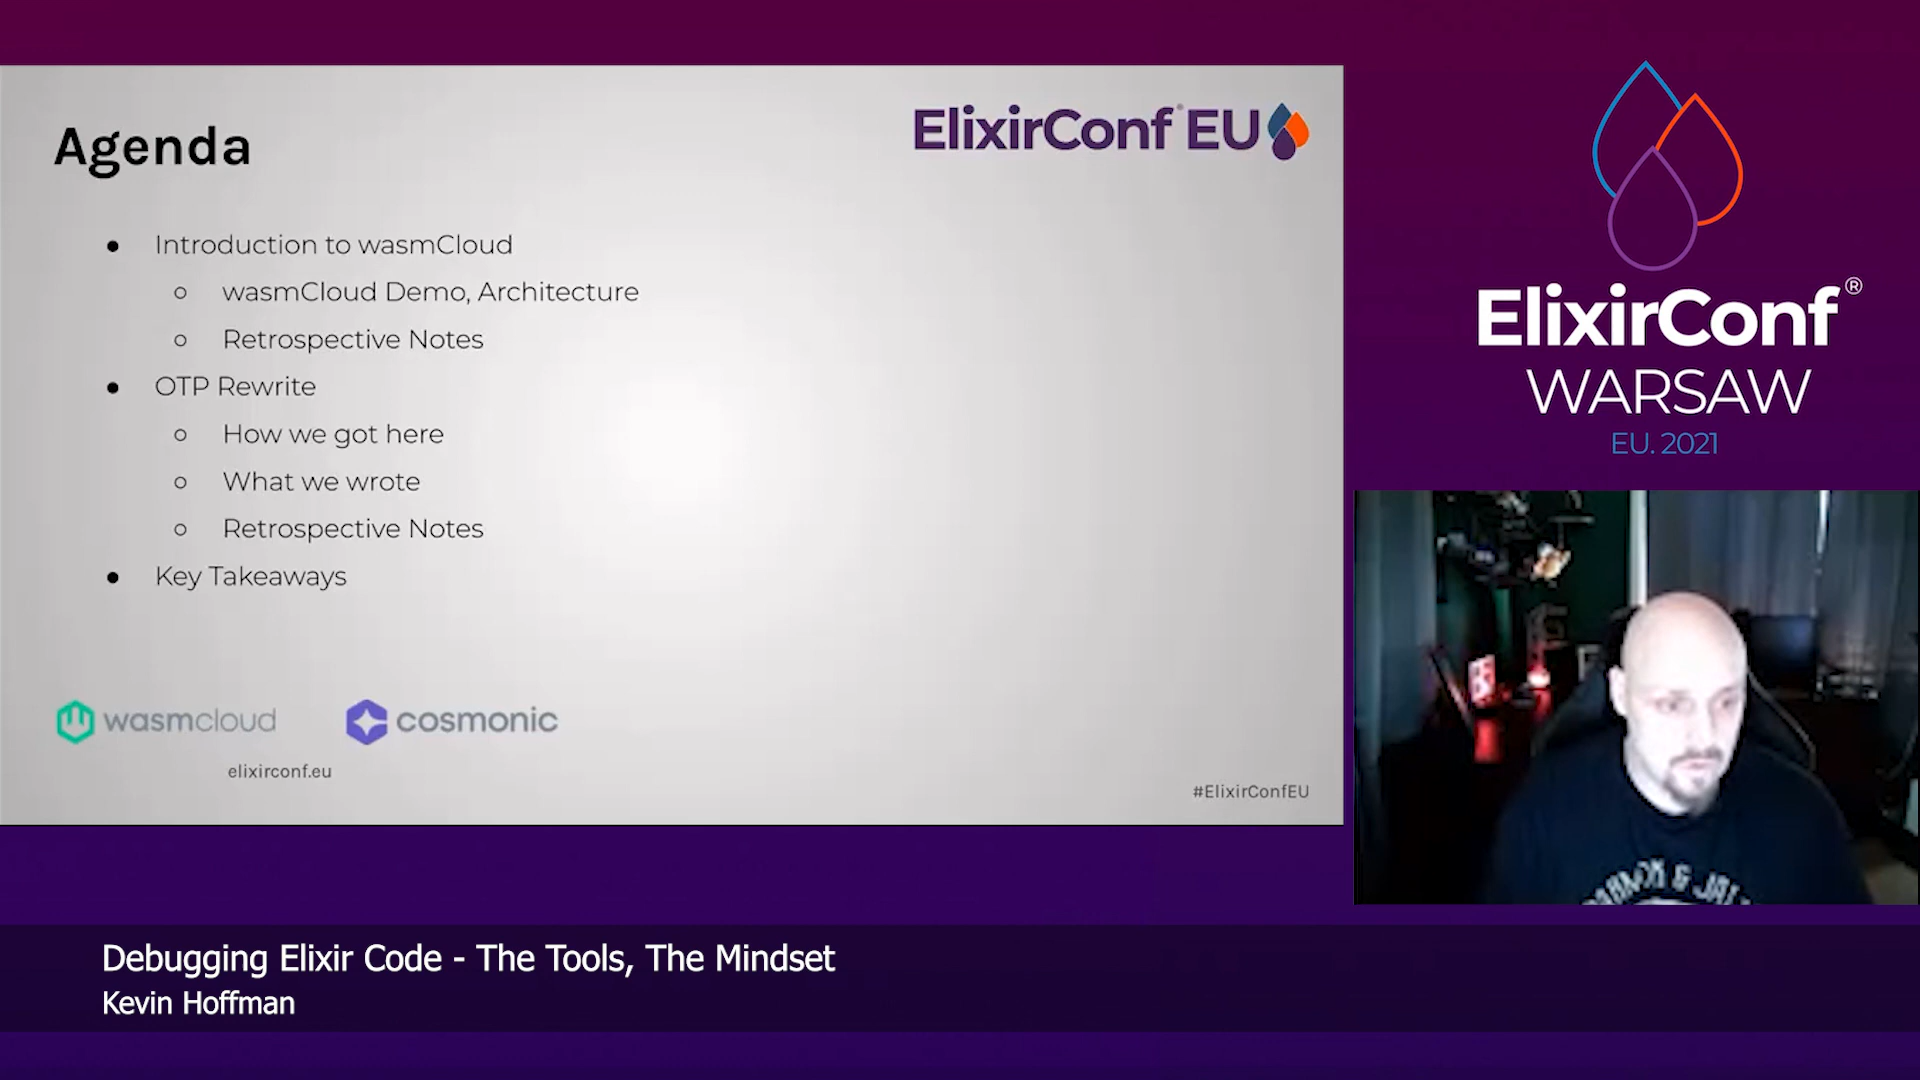 Agenda
ElixirConf EU
Introduction to wasmCloud
wasmCloud Demo, Architecture
Retrospective Notes
OTP Rewrite
How we got here
What we wrote
Retrospective Notes
Key Takeaways
wasmcloud
cosmonic
elixirconf.eu
#ElixirConfEU
ElixirConf®
WARSAW
EU. 2021
Debugging Elixir Code - The Tools, The Mindset
Kevin Hoffman